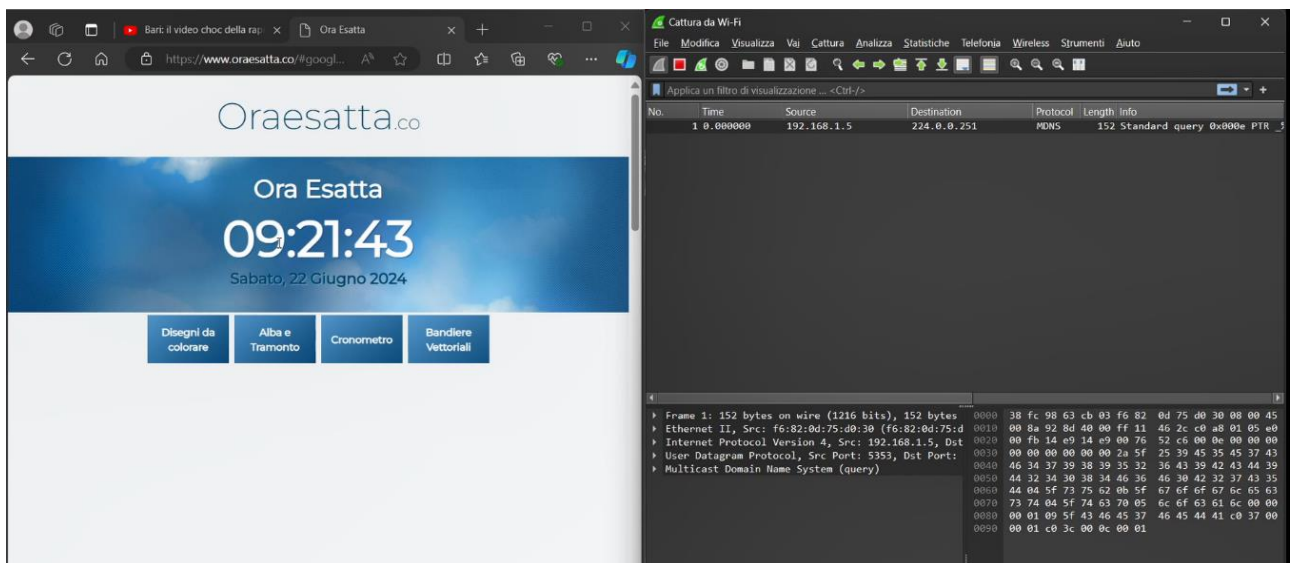 Bari: il video choc della rap
Ora Esatta
https://www.oraesatta.co/#googl...
Oraesatta.co
Ora Esatta
09:21:43
Sabato, 22 Giugno 2024
Disegni da colorare
Alba e Tramonto
Cronometro
Bandiere Vettoriali
Cattura da Wi-Fi
File Modifica Visualizza Vai Cattura Analizza Statistiche Telefonia Wireless Strumenti Aiuto
Applica un filtro di visualizzazione ... <Ctrl-/>
No. Time Source Destination Protocol Length Info
1 0.000000 192.168.1.5 224.0.0.251 MDNS 152 Standard query 0x000e PTR
Frame 1: 152 bytes on wire (1216 bits), 152 bytes
Ethernet II, Src: f6:82:0d:75:d0:30 (f6:82:0d:75:d
Internet Protocol Version 4, Src: 192.168.1.5, Dst
User Datagram Protocol, Src Port: 5353, Dst Port:
Multicast Domain Name System (query)
0000 38 fc 98 63 cb 03 f6 82 0d 75 d0 30 08 00 45
0010 00 8a 92 8d 40 00 ff 11 46 2c c0 a8 01 05 e0
0020 00 fb 14 e9 14 e9 00 76 52 c6 00 0e 00 00 00
0030 00 00 00 00 00 00 2a 5f 25 39 45 35 45 37 43
0040 46 34 37 39 38 39 35 32 36 43 39 42 43 44 39
0050 44 32 34 30 38 34 46 36 46 30 42 32 37 43 35
0060 44 04 5f 73 75 62 0b 5f 67 6f 6f 67 6c 65 63
0070 73 74 04 5f 74 63 70 05 6c 6f 63 61 6c 00 00
0080 00 01 09 5f 43 46 45 37 46 45 44 41 c0 37 00
0090 00 01 c0 3c 00 0c 00 01